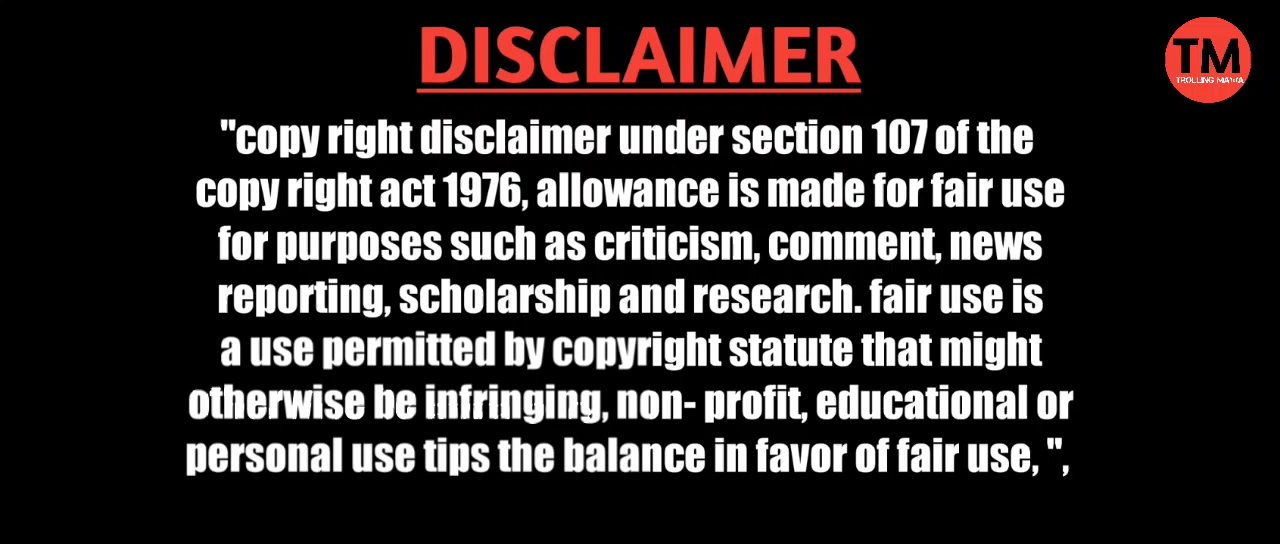 DISCLAIMER
TM
TROLLING MAWA
"copy right disclaimer under section 107 of the
copy right act 1976, allowance is made for fair use
for purposes such as criticism, comment, news
reporting, scholarship and research. fair use is
a use permitted by copyright statute that might
otherwise be infringing, non- profit, educational or
personal use tips the balance in favor of fair use, ",